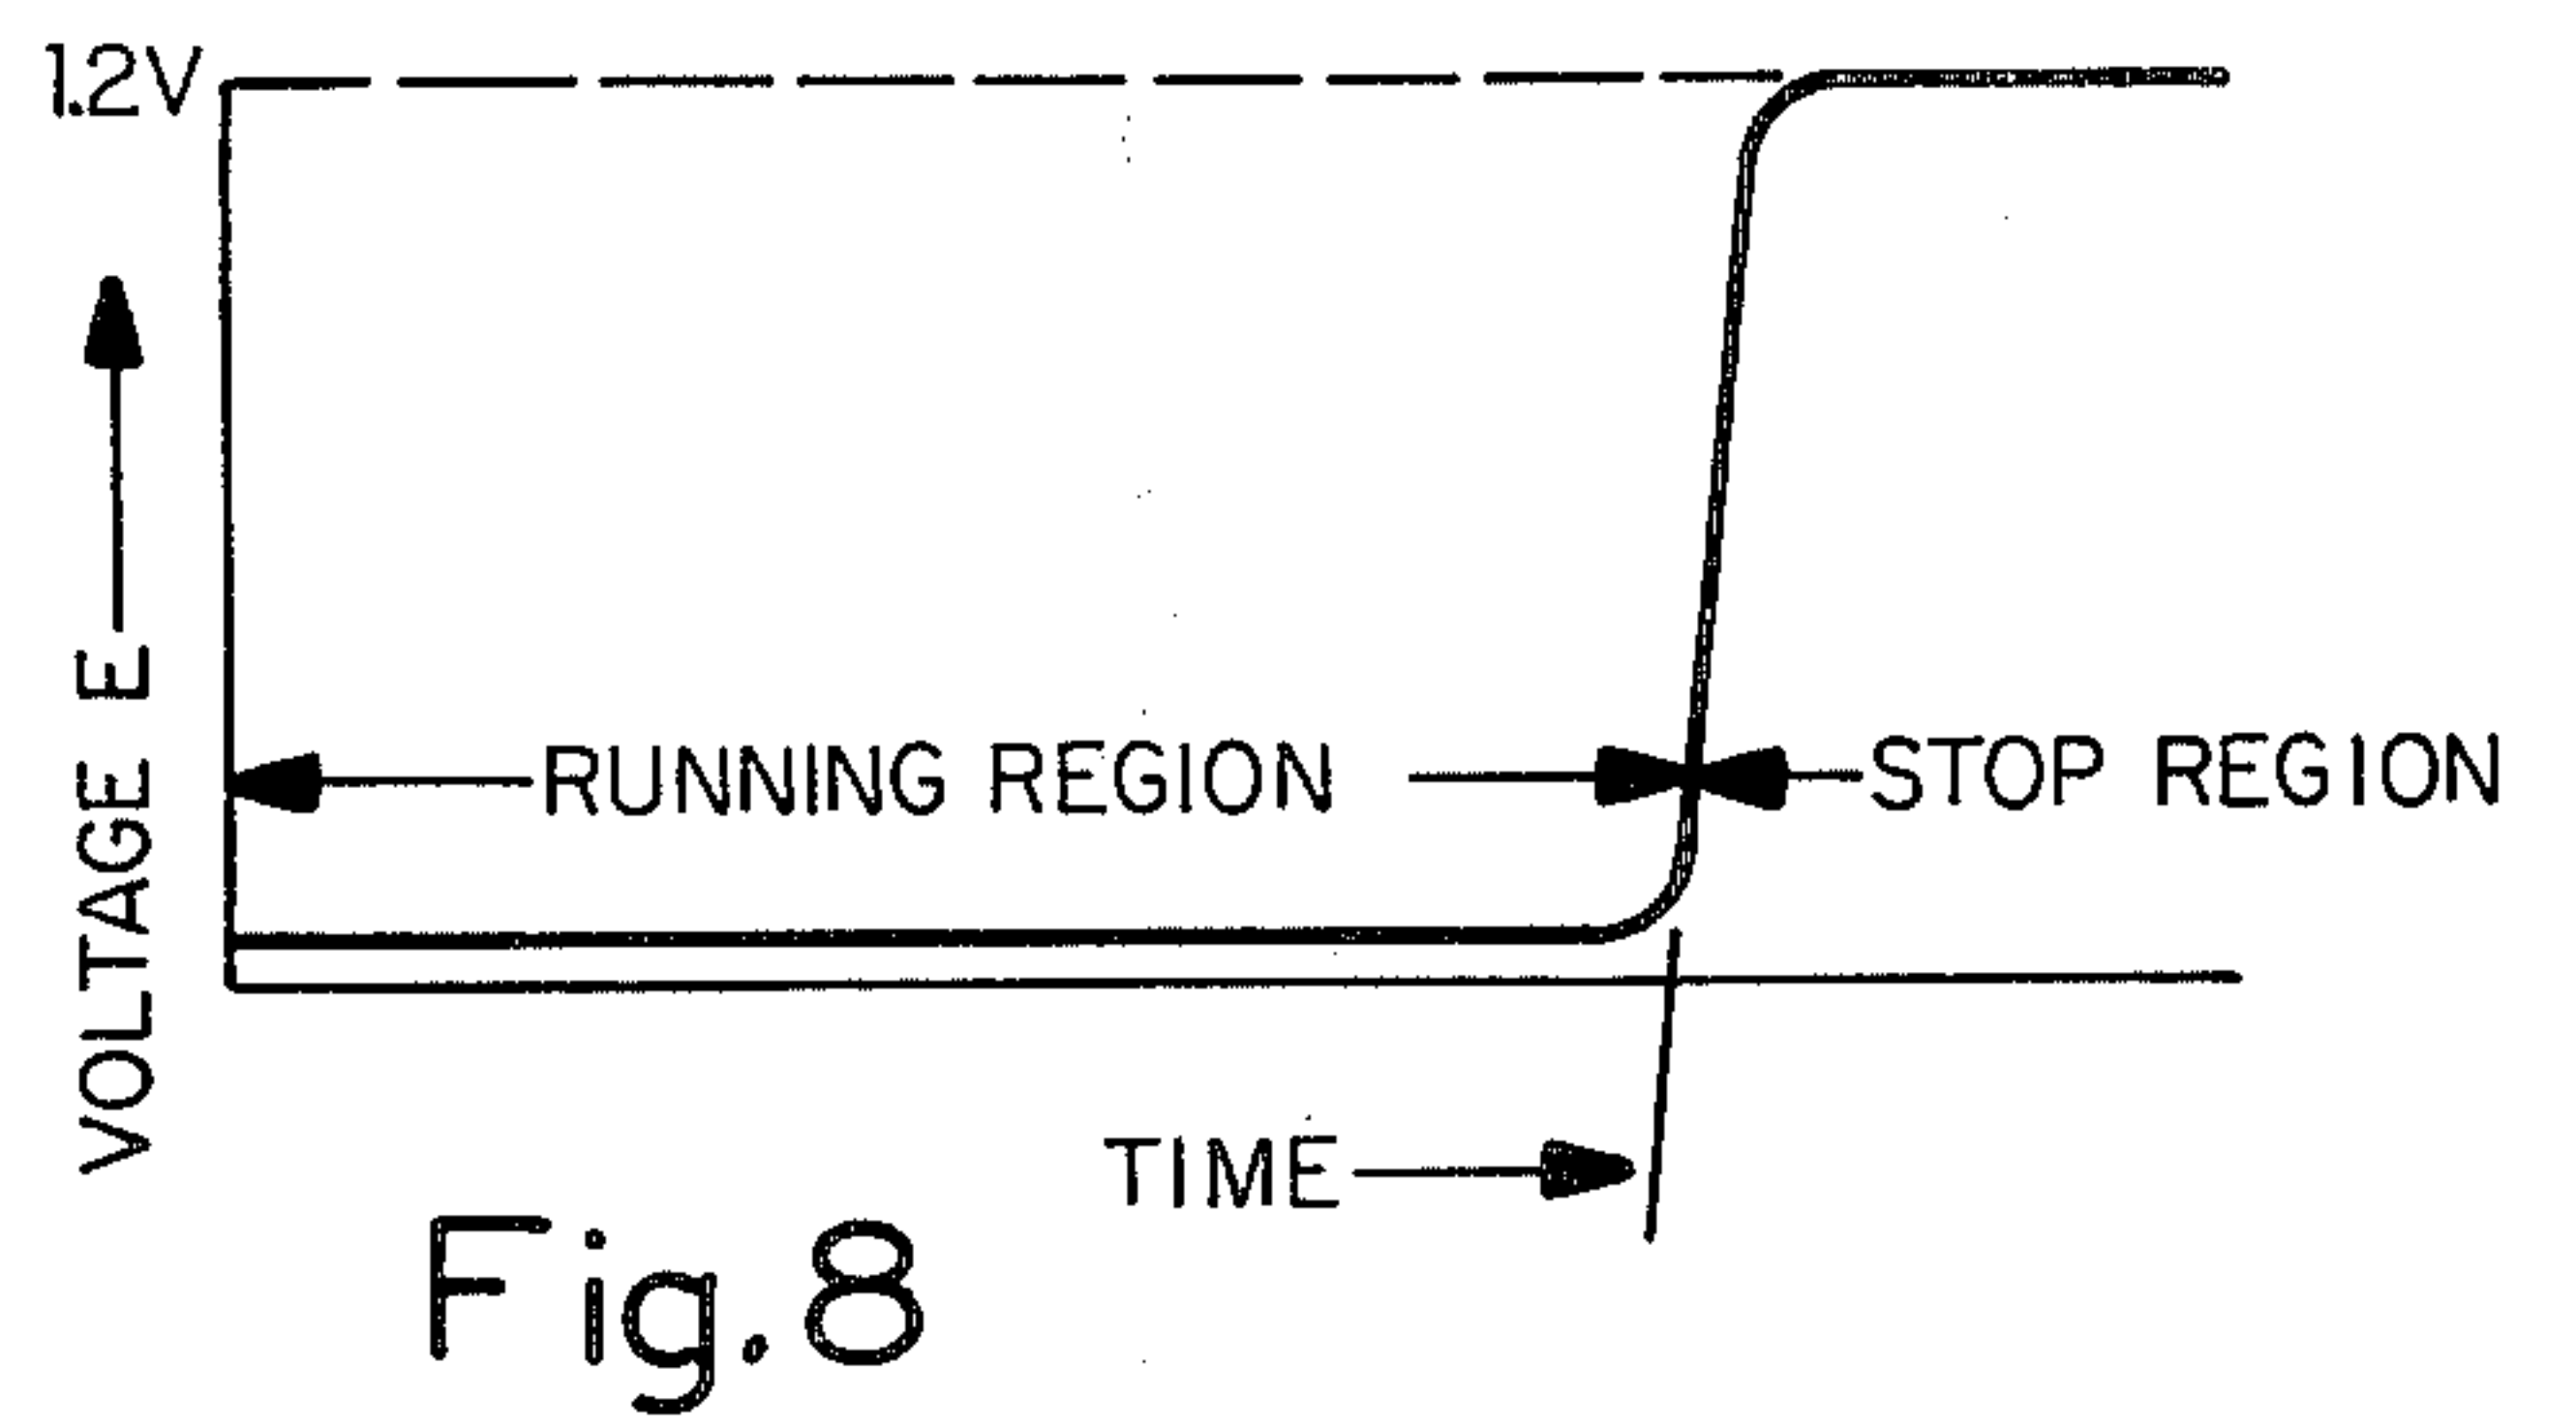 1.2V
VOLTAGE E
RUNNING REGION
STOP REGION
TIME
Fig. 8